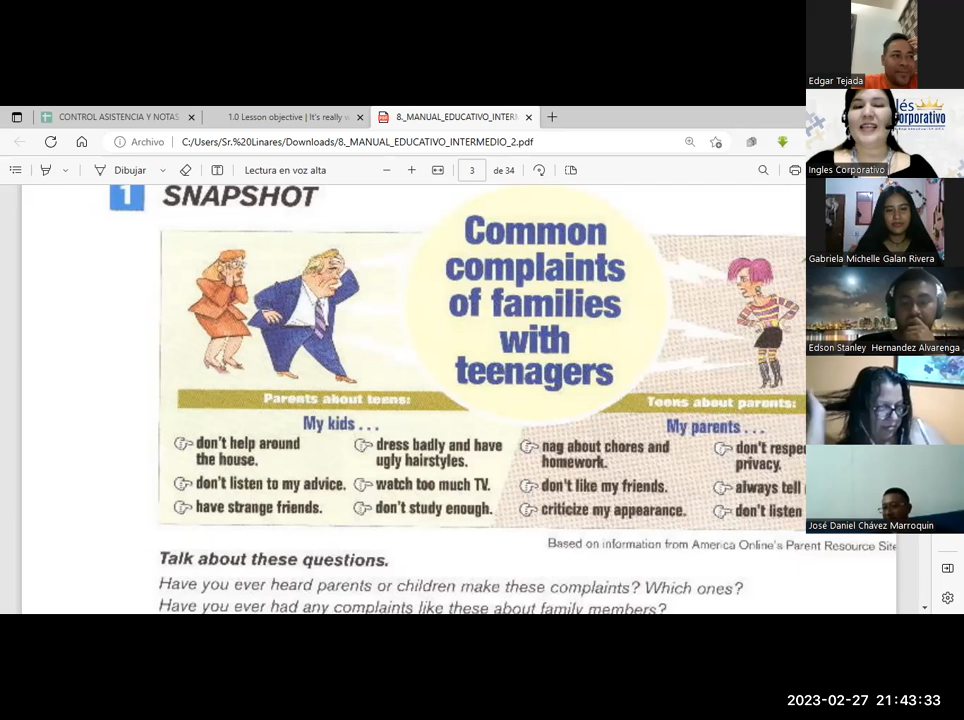 CONTROL ASISTENCIA Y NOTAS
1.0 Lesson objective | It's really
8._MANUAL_EDUCATIVO_INTERM
Archivo
C:/Users/Sr.%20Linares/Downloads/8._MANUAL_EDUCATIVO_INTERMEDIO_2.pdf
Dibujar
Lectura en voz alta
3
de 34
1 SNAPSHOT
Common
complaints
of families
with
teenagers
Parents about teens:
My kids . . .
don't help around
the house.
don't listen to my advice.
have strange friends.
dress badly and have
ugly hairstyles.
watch too much TV.
don't study enough.
Teens about parents:
My parents . . .
nag about chores and
homework.
don't like my friends.
criticize my appearance.
don't respe
privacy.
always tell
don't listen
Based on information from America Online's Parent Resource Site
Talk about these questions.
Have you ever heard parents or children make these complaints? Which ones?
Have you ever had any complaints like these about family members?
Edgar Tejada
lés
orporativo
Ingles Corporativo
Gabriela Michelle Galan Rivera
Edson Stanley Hernandez Alvarenga
José Daniel Chávez Marroquin
2023-02-27 21:43:33